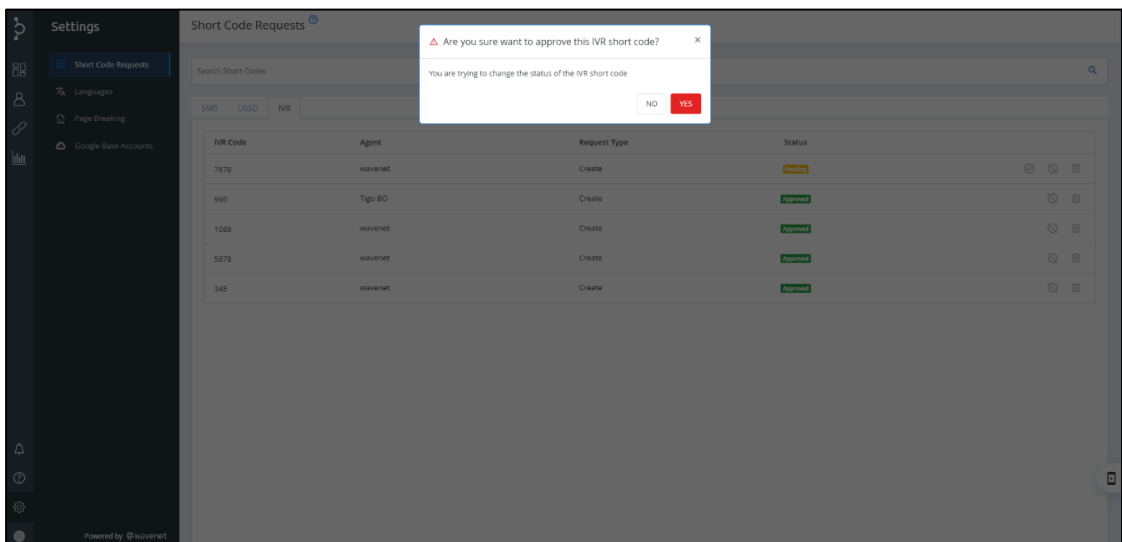 Settings
Short Code Requests
Languages
Page Breaking
Google Base Accounts
Powered by wavenet
Short Code Requests
Search Short Codes
SMS USSD IVR
IVR Code Agent Request Type Status
7678 wavenet Create Pending
990 Tigo BO Create Approved
1089 wavenet Create Approved
5678 wavenet Create Approved
345 wavenet Create Approved
Are you sure want to approve this IVR short code?
You are trying to change the status of the IVR short code
NO YES